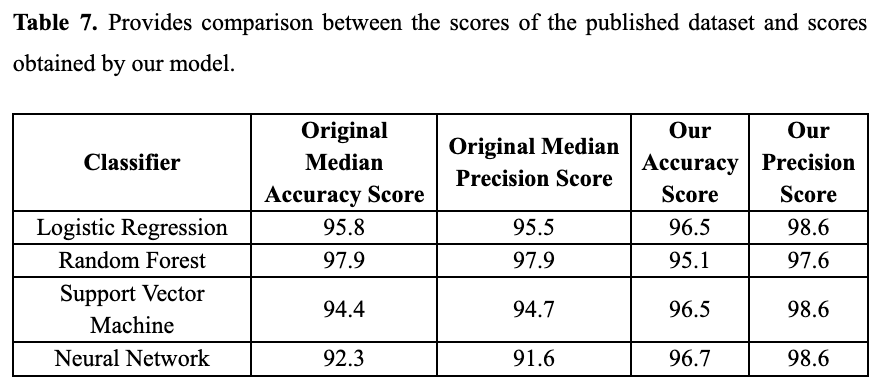 Table 7. Provides comparison between the scores of the published dataset and scores
obtained by our model.
Classifier
Original
Median
Accuracy Score
Original Median
Precision Score
Our
Accuracy
Score
Our
Precision
Score
Logistic Regression 95.8 95.5 96.5 98.6
Random Forest 97.9 97.9 95.1 97.6
Support Vector
Machine
94.4 94.7 96.5 98.6
Neural Network 92.3 91.6 96.7 98.6